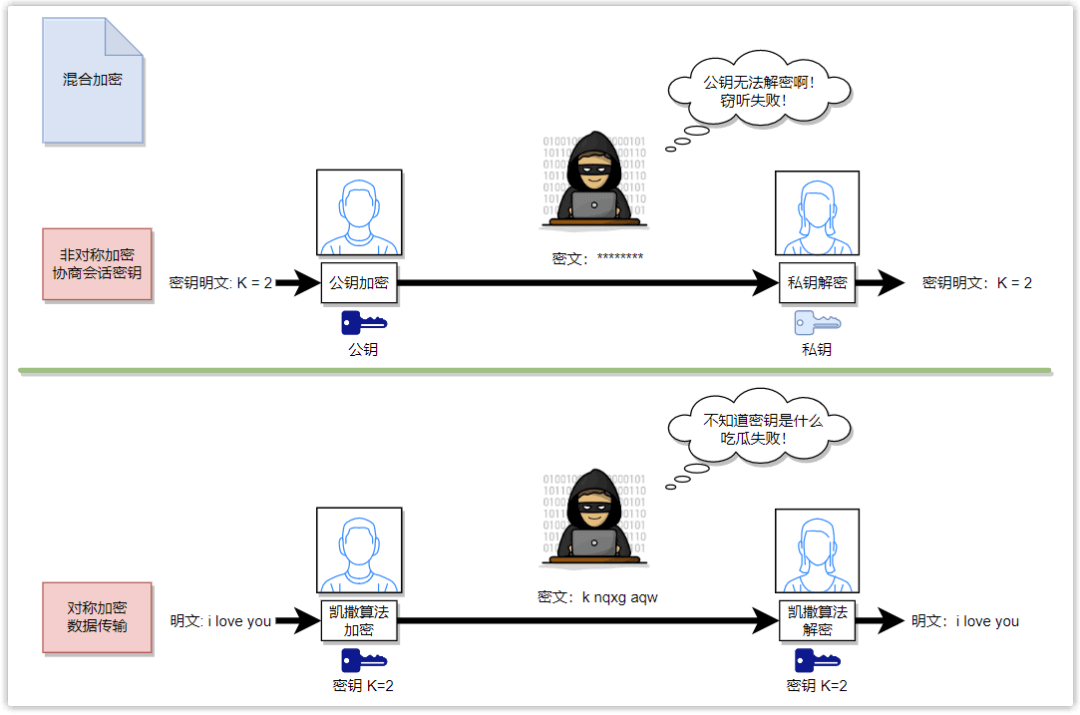 混合加密
公钥无法解密啊!
窃听失败!
非对称加密
协商会话密钥
密钥明文: K = 2
公钥加密
密文: ********
私钥解密
密钥明文: K = 2
公钥
私钥
不知道密钥是什么
吃瓜失败!
对称加密
数据传输
明文: i love you
凯撒算法
加密
密文: k nqxg aqw
凯撒算法
解密
明文: i love you
密钥 K=2
密钥 K=2